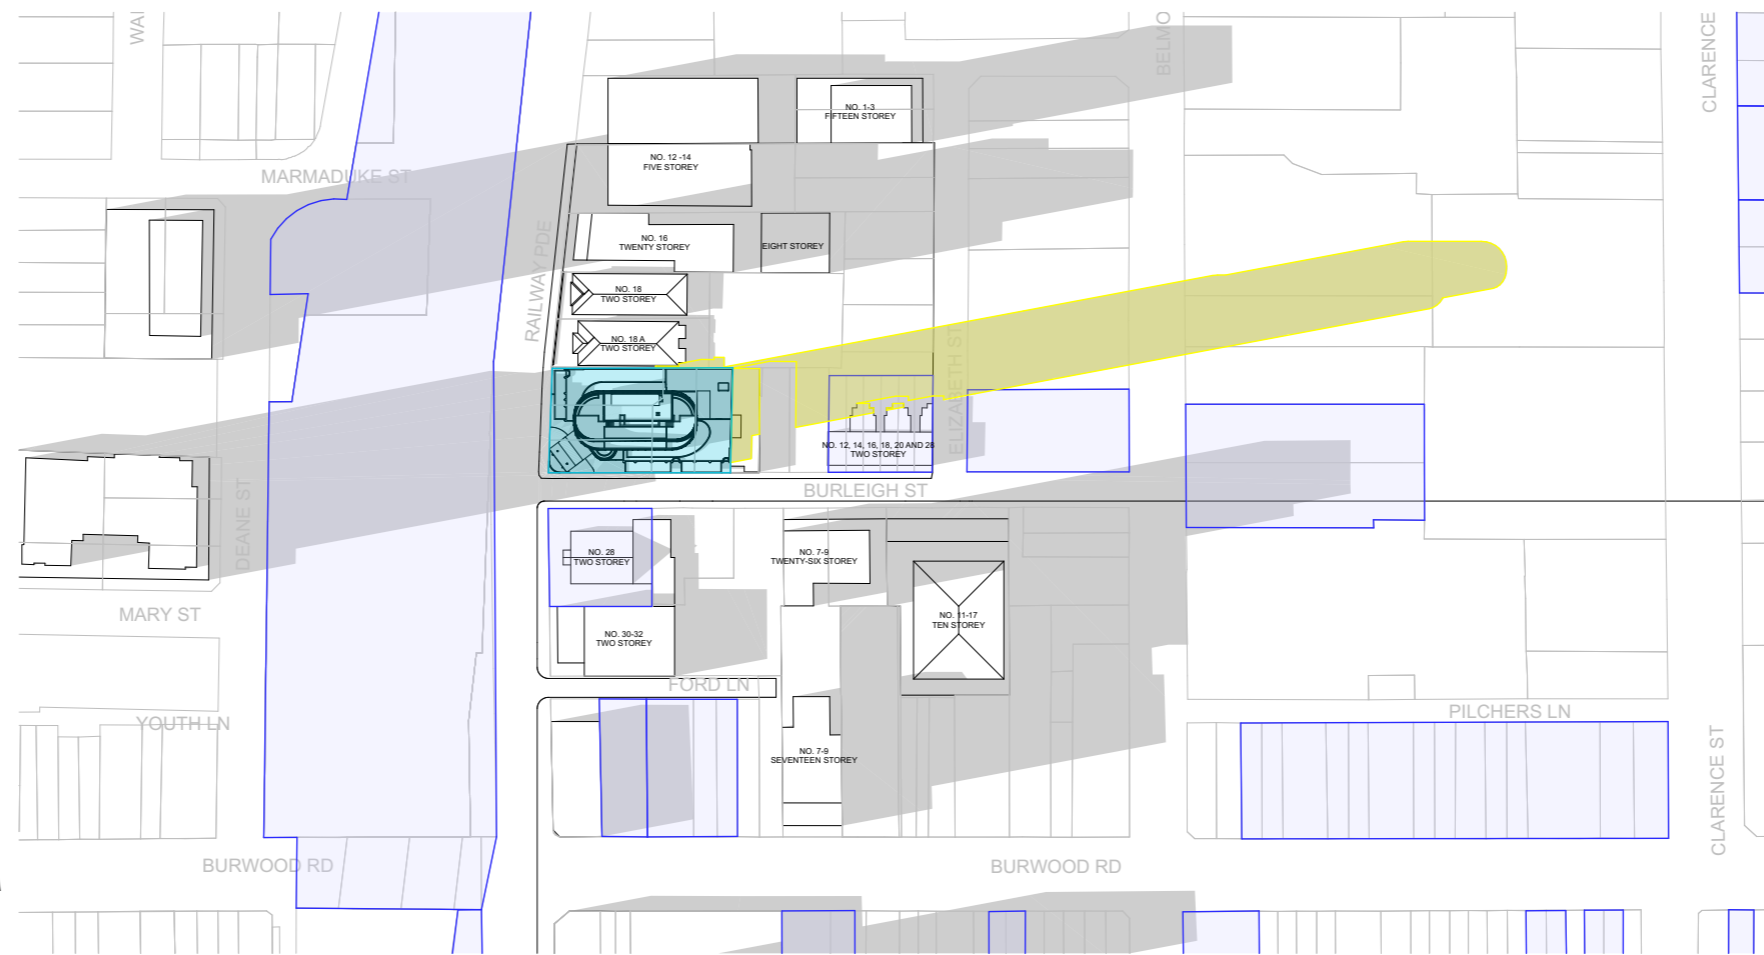 WAI
BELMO
CLARENCE
NO. 1-3
FIFTEEN STOREY
NO. 12 -14
FIVE STOREY
MARMADUKE ST
RAILWAY PDE
NO. 16
TWENTY STOREY
EIGHT STOREY
NO. 18
TWO STOREY
NO. 18 A
TWO STOREY
ELIZABETH ST
NO. 12, 14, 16, 18, 20 AND 28
TWO STOREY
BURLEIGH ST
DEANE ST
NO. 28
TWO STOREY
NO. 7-9
TWENTY-SIX STOREY
MARY ST
NO. 11-17
TEN STOREY
NO. 30-32
TWO STOREY
FORD LN
YOUTH LN
PILCHERS LN
NO. 7-9
SEVENTEEN STOREY
CLARENCE ST
BURWOOD RD
BURWOOD RD